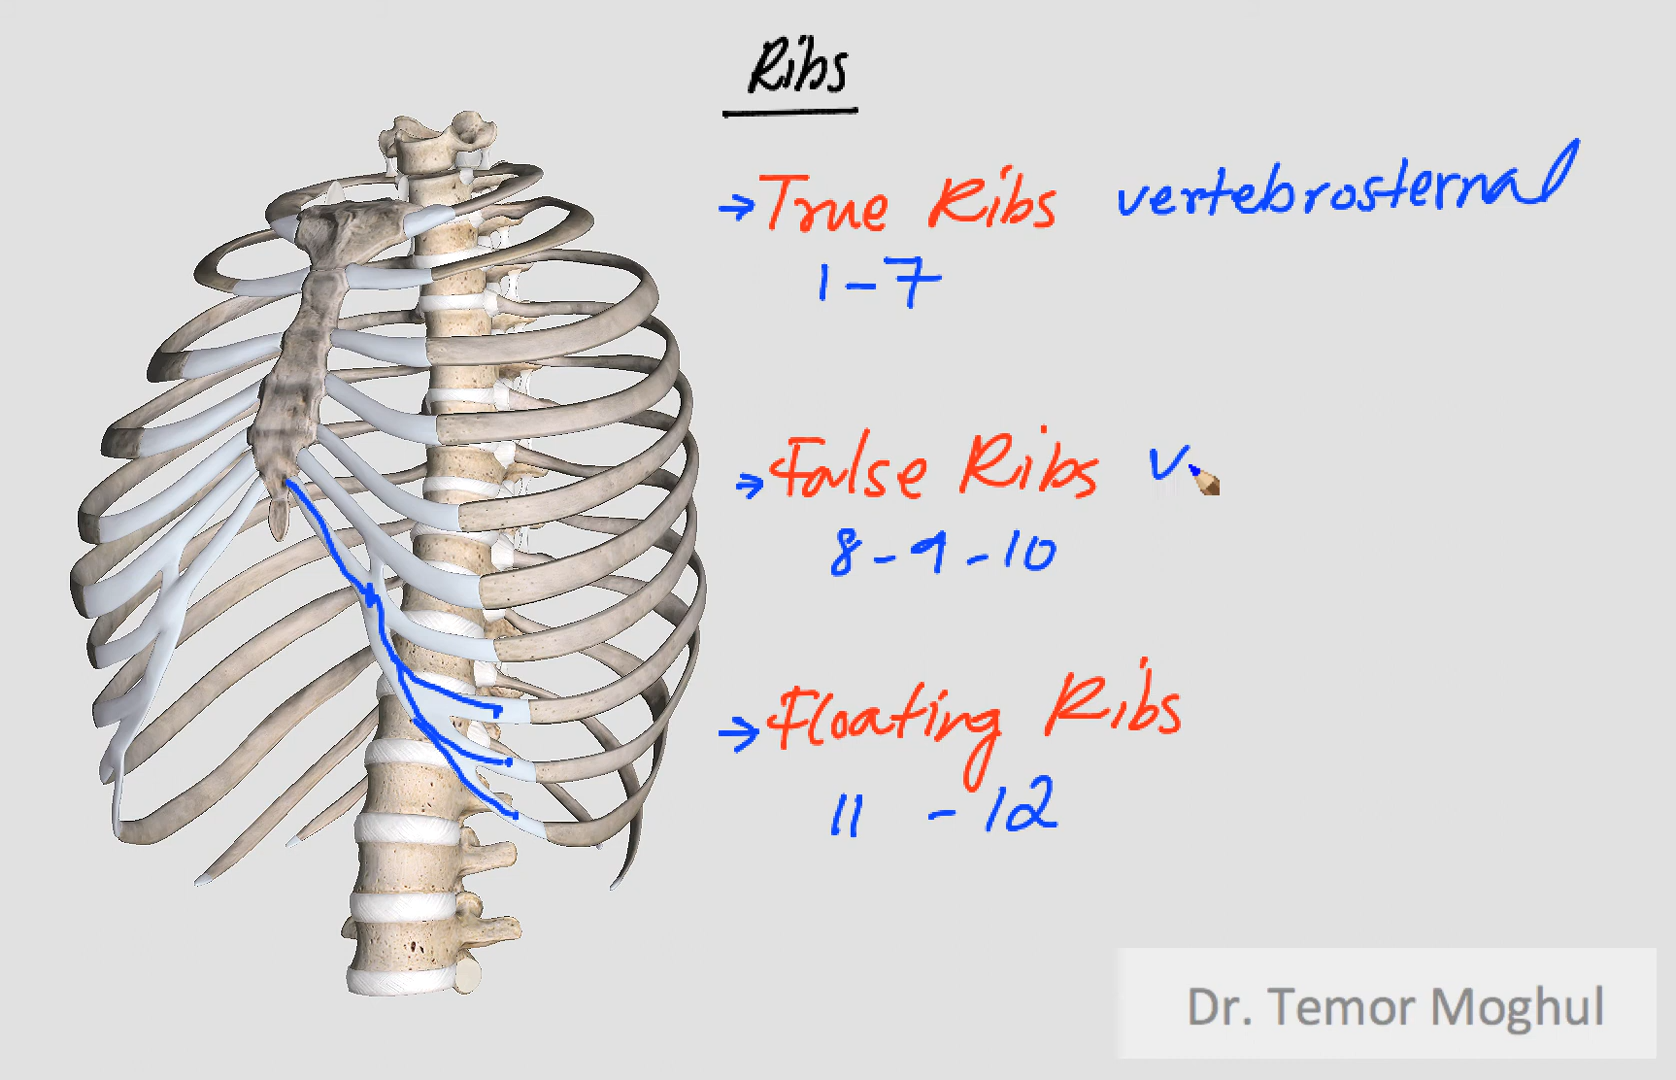 Ribs
→ True Ribs vertebrosternal
1 - 7
→ False Ribs v
8 - 9 - 10
→ Floating Ribs
11 - 12
Dr. Temor Moghul